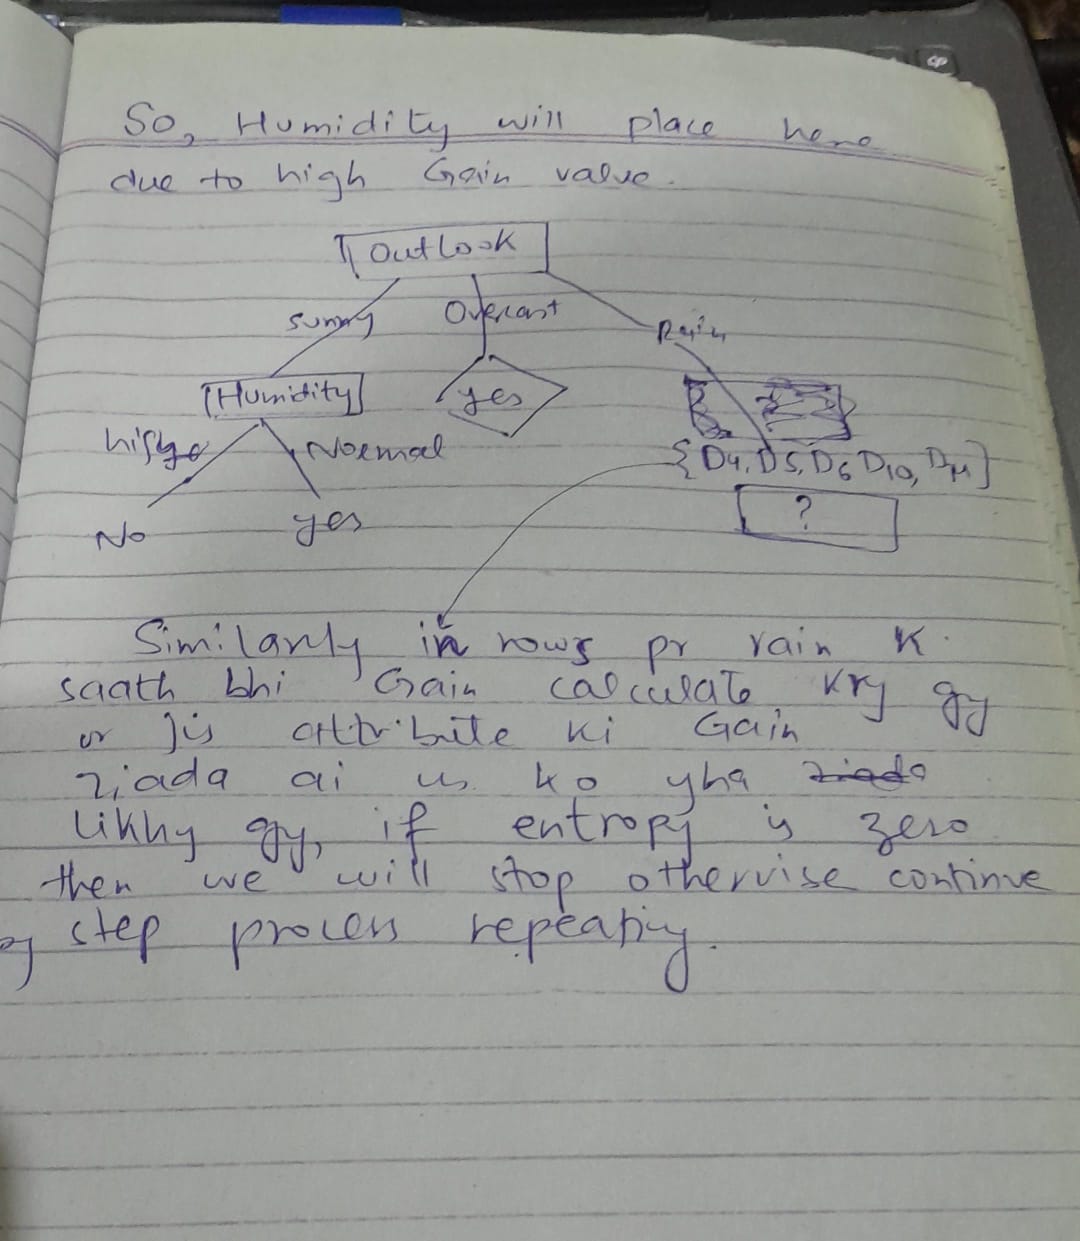 So, Humidity will place here
due to high Gain value.
Outlook
Sunny Overcast Rain
Humidity yes
high Normal {D4, D5, D6 D10, D14}
No yes ?
Similarly in rows pr rain K
saath bhi Gain calculate kry gy
or jis attribute ki Gain
ziada ai us ko yha
likhy gy, if entropy is zero
then we will stop othervise continue
by step process repeating.